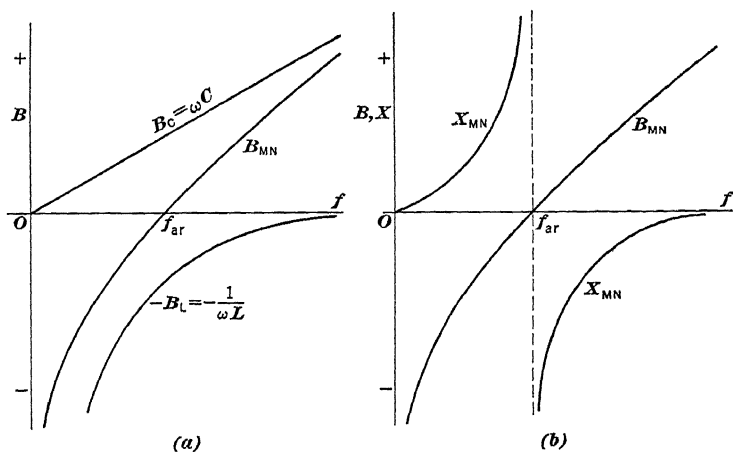 +
B
B_C = ωC
B_MN
O
f_ar
f
−B_L = −1/ωL
−
(a)
+
B, X
X_MN
B_MN
O
f_ar
f
X_MN
−
(b)